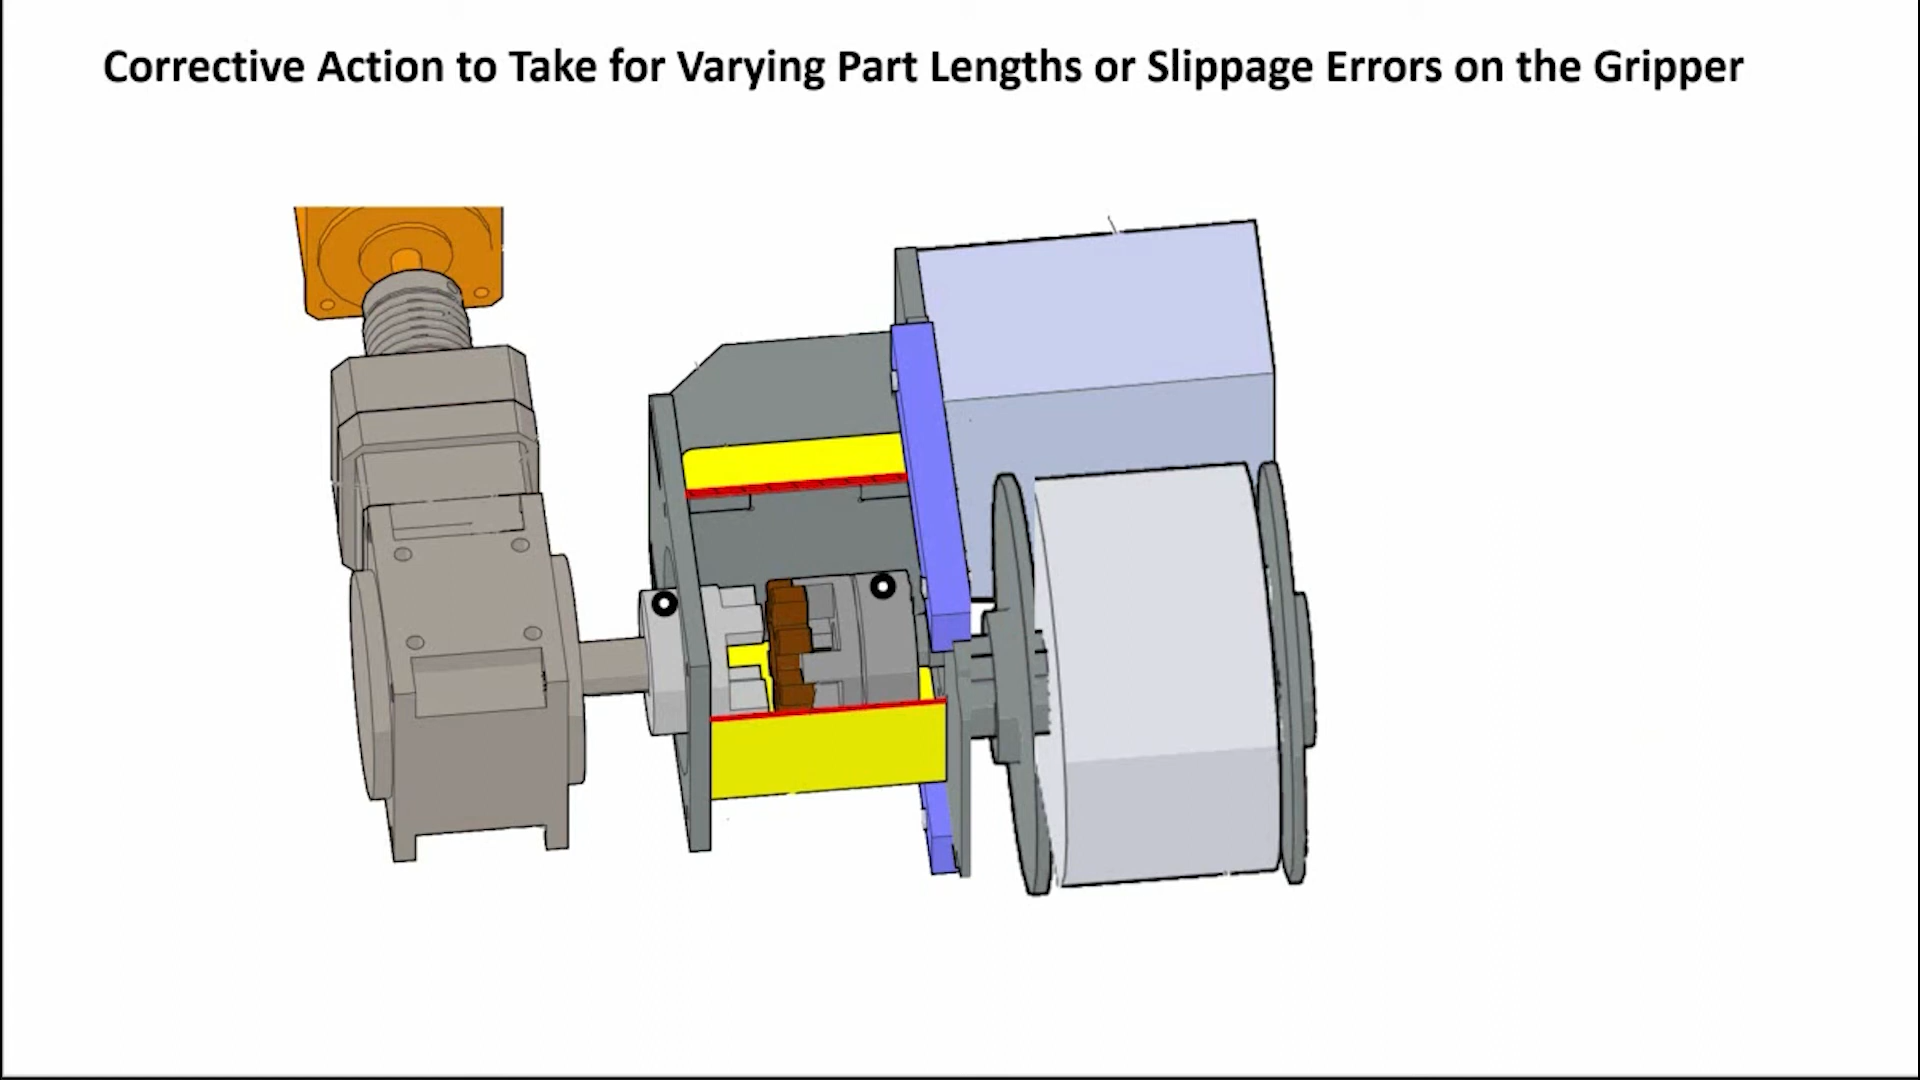 Corrective Action to Take for Varying Part Lengths or Slippage Errors on the Gripper